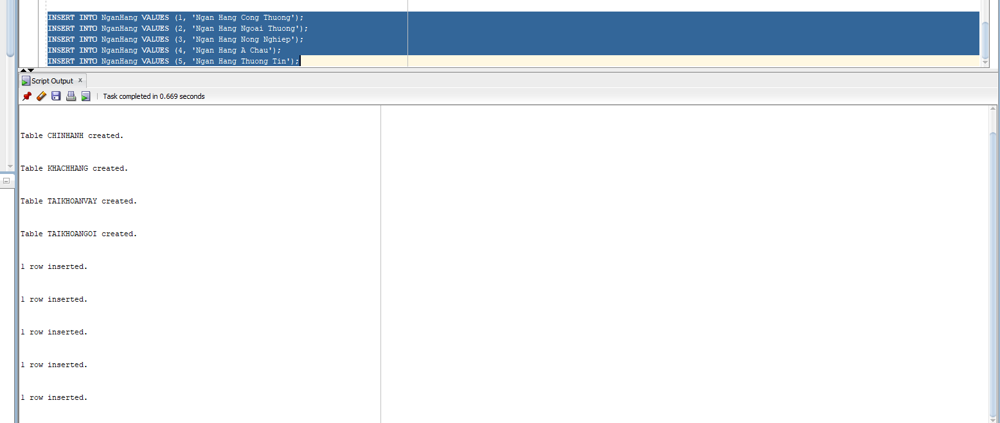 INSERT INTO NganHang VALUES (1, 'Ngan Hang Cong Thuong');
INSERT INTO NganHang VALUES (2, 'Ngan Hang Ngoai Thuong');
INSERT INTO NganHang VALUES (3, 'Ngan Hang Nong Nghiep');
INSERT INTO NganHang VALUES (4, 'Ngan Hang A Chau');
INSERT INTO NganHang VALUES (5, 'Ngan Hang Thuong Tin');
Script Output x
Task completed in 0.669 seconds
Table CHINHANH created.
Table KHACHHANG created.
Table TAIKHOANVAY created.
Table TAIKHOANGOI created.
1 row inserted.
1 row inserted.
1 row inserted.
1 row inserted.
1 row inserted.